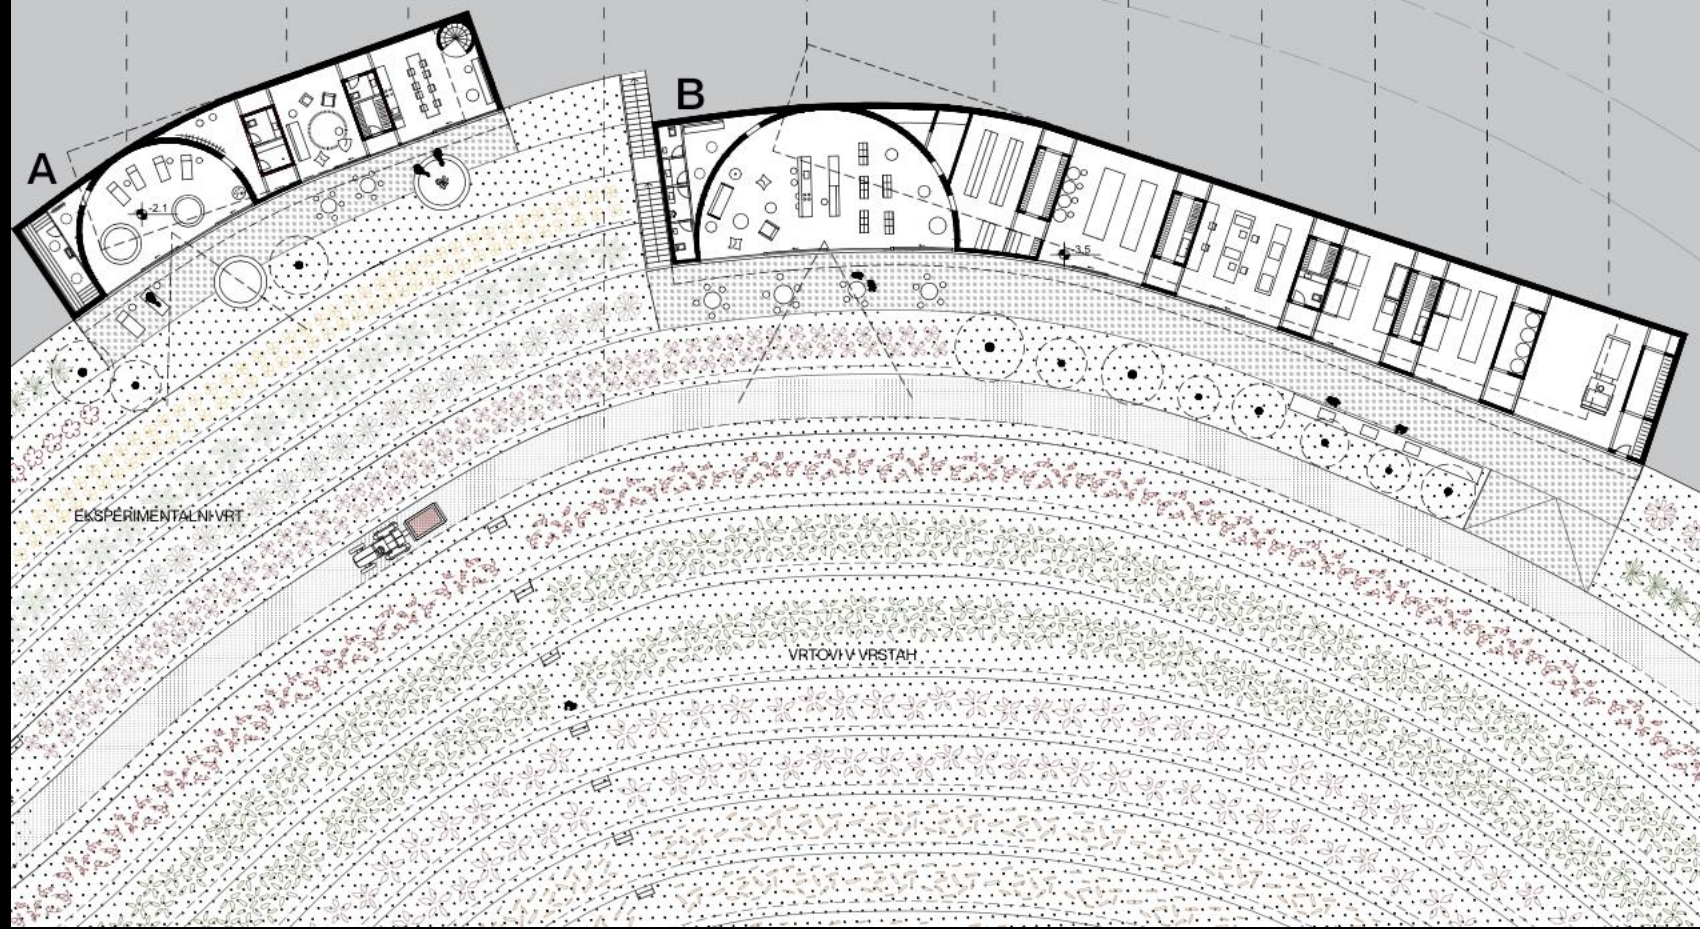 A
B
-2.1
-3.5
EKSPERIMENTALNI VRT
VRTOVI V VRSTAH